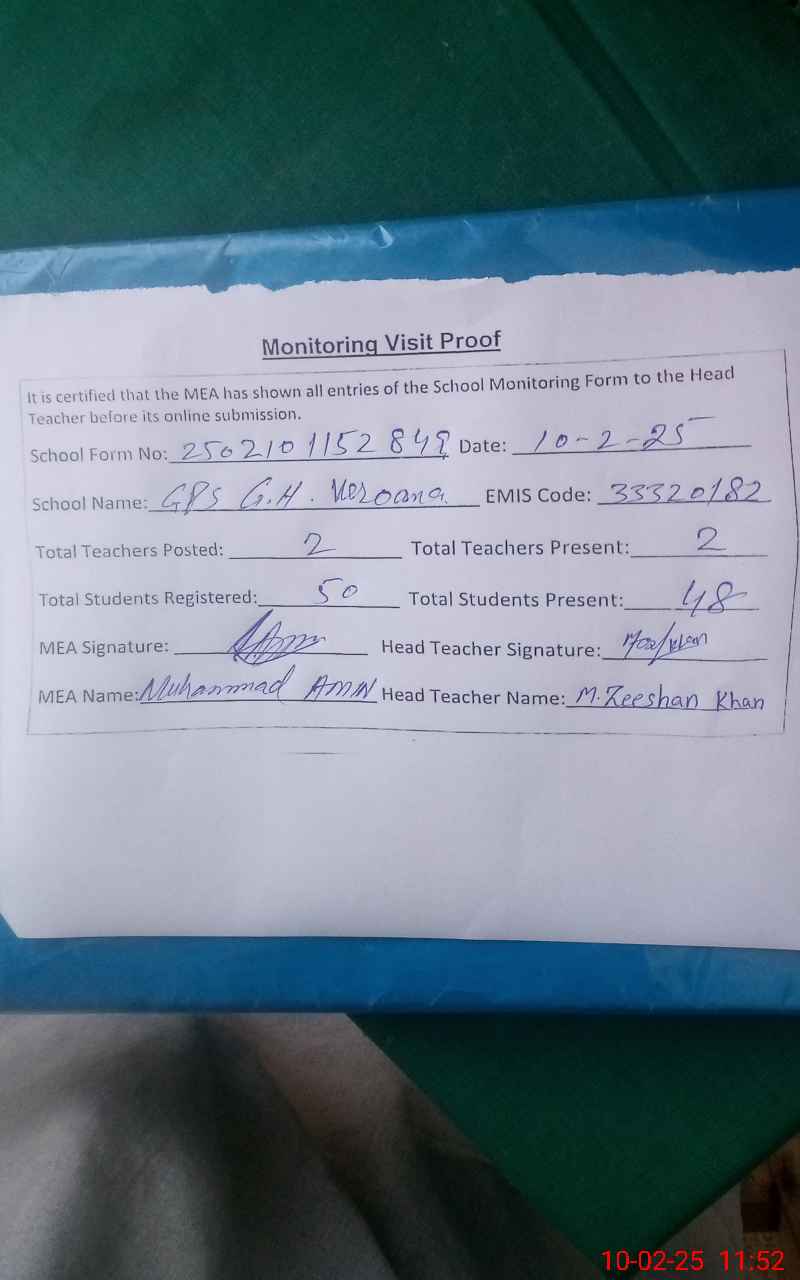 Monitoring Visit Proof
It is certified that the MEA has shown all entries of the School Monitoring Form to the Head
Teacher before its online submission.
School Form No: 2502101152849 Date: 10-2-25
School Name: GPS G.H. Veroana EMIS Code: 33320182
Total Teachers Posted: 2 Total Teachers Present: 2
Total Students Registered: 50 Total Students Present: 48
MEA Signature: Head Teacher Signature:
MEA Name: Muhammad AMIN Head Teacher Name: M. Zeeshan Khan
10-02-25 11:52